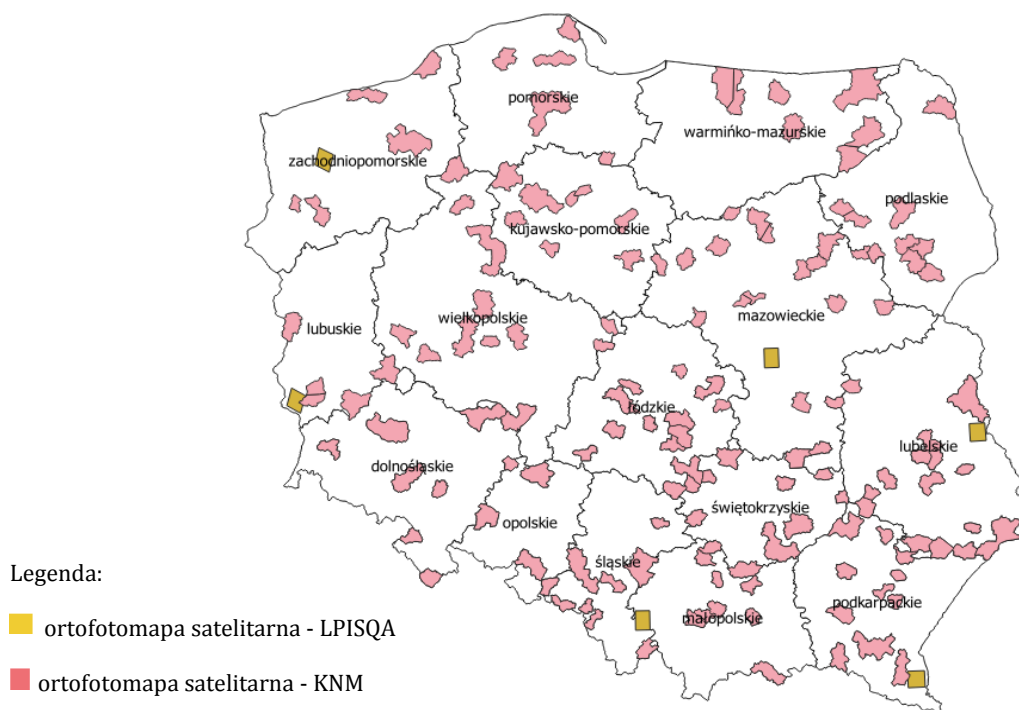 pomorskie
warmińko-mazurskie
zachodniopomorskie
podlaskie
kujawsko-pomorskie
mazowieckie
wielkopolskie
lubuskie
łódzkie
lubelskie
dolnośląskie
świętokrzyskie
opolskie
śląskie
podkarpackie
małopolskie
Legenda:
ortofotomapa satelitarna - LPISQA
ortofotomapa satelitarna - KNM